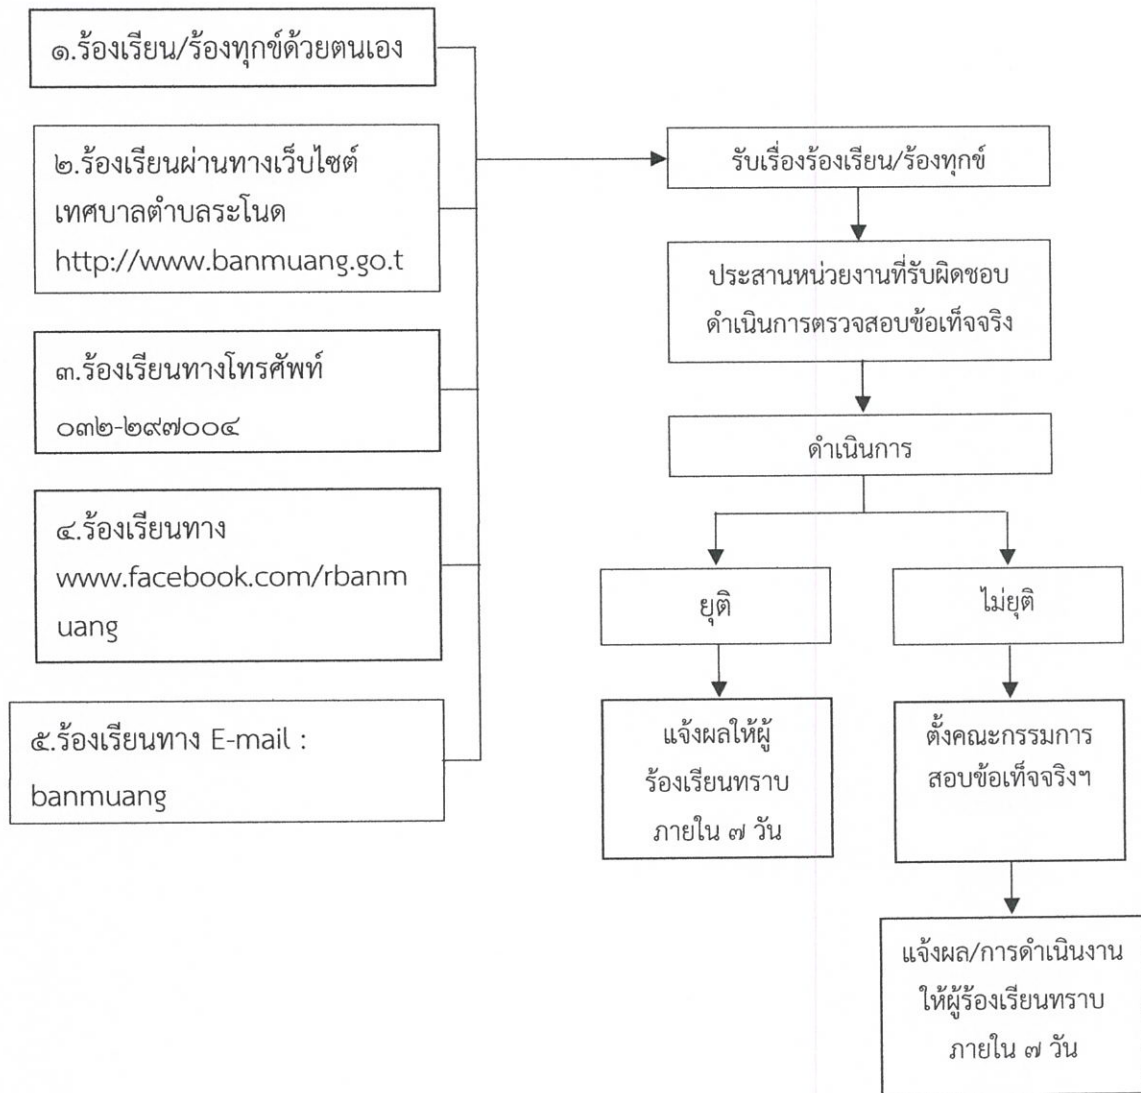 ๑.ร้องเรียน/ร้องทุกข์ด้วยตนเอง
๒.ร้องเรียนผ่านทางเว็บไซต์
เทศบาลตำบลระโนด
http://www.banmuang.go.t
๓.ร้องเรียนทางโทรศัพท์
๐๓๒-๒๙๗๐๐๔
๔.ร้องเรียนทาง
www.facebook.com/rbanm
uang
๕.ร้องเรียนทาง E-mail :
banmuang
รับเรื่องร้องเรียน/ร้องทุกข์
ประสานหน่วยงานที่รับผิดชอบ
ดำเนินการตรวจสอบข้อเท็จจริง
ดำเนินการ
ยุติ
ไม่ยุติ
แจ้งผลให้ผู้
ร้องเรียนทราบ
ภายใน ๗ วัน
ตั้งคณะกรรมการ
สอบข้อเท็จจริงฯ
แจ้งผล/การดำเนินงาน
ให้ผู้ร้องเรียนทราบ
ภายใน ๗ วัน